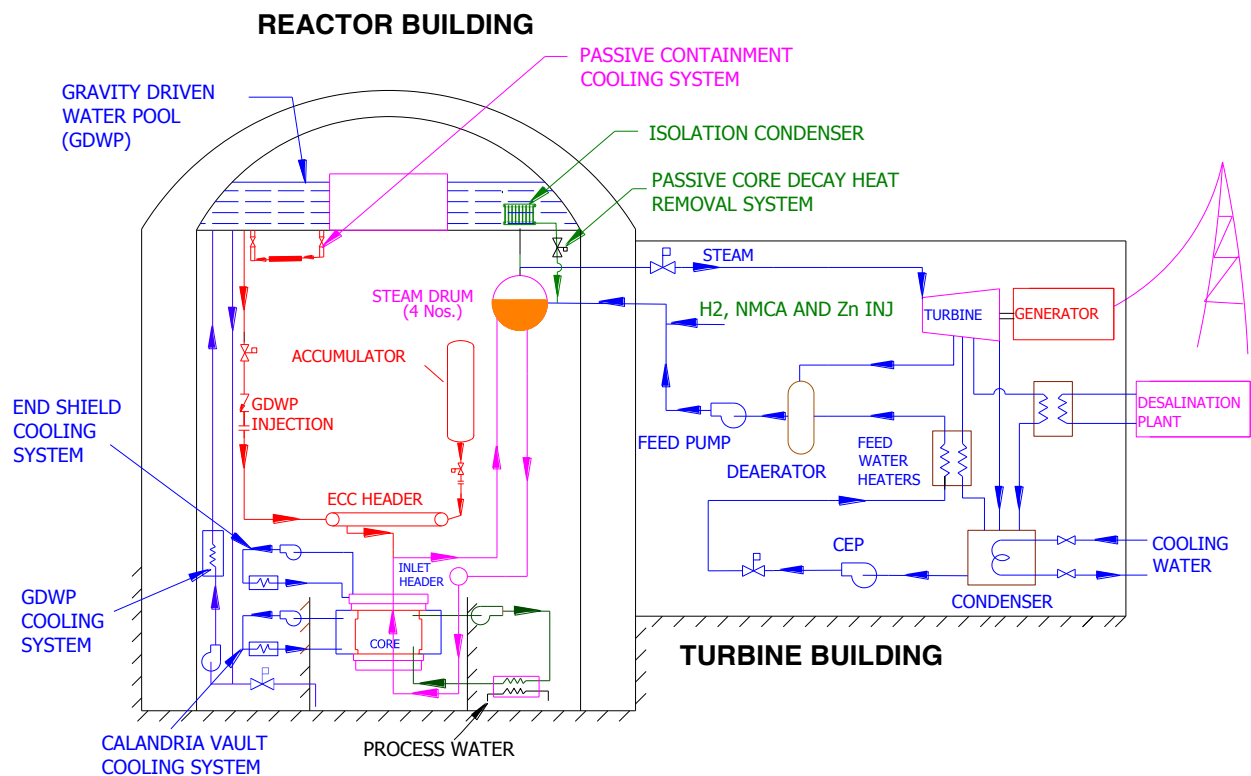 REACTOR BUILDING
PASSIVE CONTAINMENT
COOLING SYSTEM
GRAVITY DRIVEN
WATER POOL
(GDWP)
ISOLATION CONDENSER
PASSIVE CORE DECAY HEAT
REMOVAL SYSTEM
STEAM
STEAM DRUM
(4 Nos.)
H2, NMCA AND Zn INJ
TURBINE
GENERATOR
ACCUMULATOR
GDWP
INJECTION
END SHIELD
COOLING
SYSTEM
FEED PUMP
DEAERATOR
FEED
WATER
HEATERS
DESALINATION
PLANT
ECC HEADER
INLET
HEADER
CEP
COOLING
WATER
CONDENSER
GDWP
COOLING
SYSTEM
CORE
TURBINE BUILDING
PROCESS WATER
CALANDRIA VAULT
COOLING SYSTEM